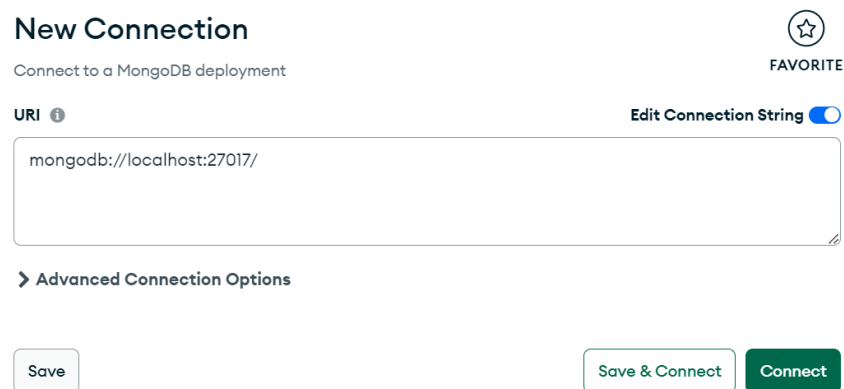 New Connection
Connect to a MongoDB deployment
FAVORITE
URI
Edit Connection String
mongodb://localhost:27017/
Advanced Connection Options
Save
Save & Connect
Connect